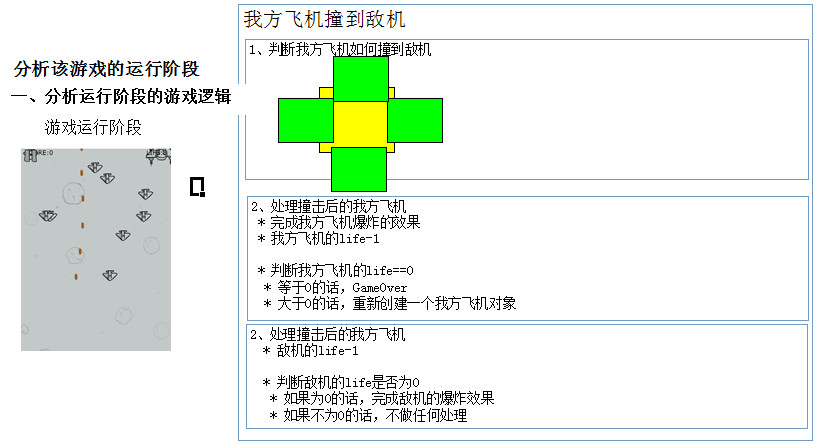 我方飞机撞到敌机
1、判断我方飞机如何撞到敌机
分析该游戏的运行阶段
一、分析运行阶段的游戏逻辑
游戏运行阶段
2、处理撞击后的我方飞机
* 完成我方飞机爆炸的效果
* 我方飞机的life-1
* 判断我方飞机的life==0
* 等于0的话，GameOver
* 大于0的话，重新创建一个我方飞机对象
2、处理撞击后的我方飞机
* 敌机的life-1
* 判断敌机的life是否为0
* 如果为0的话，完成敌机的爆炸效果
* 如果不为0的话，不做任何处理